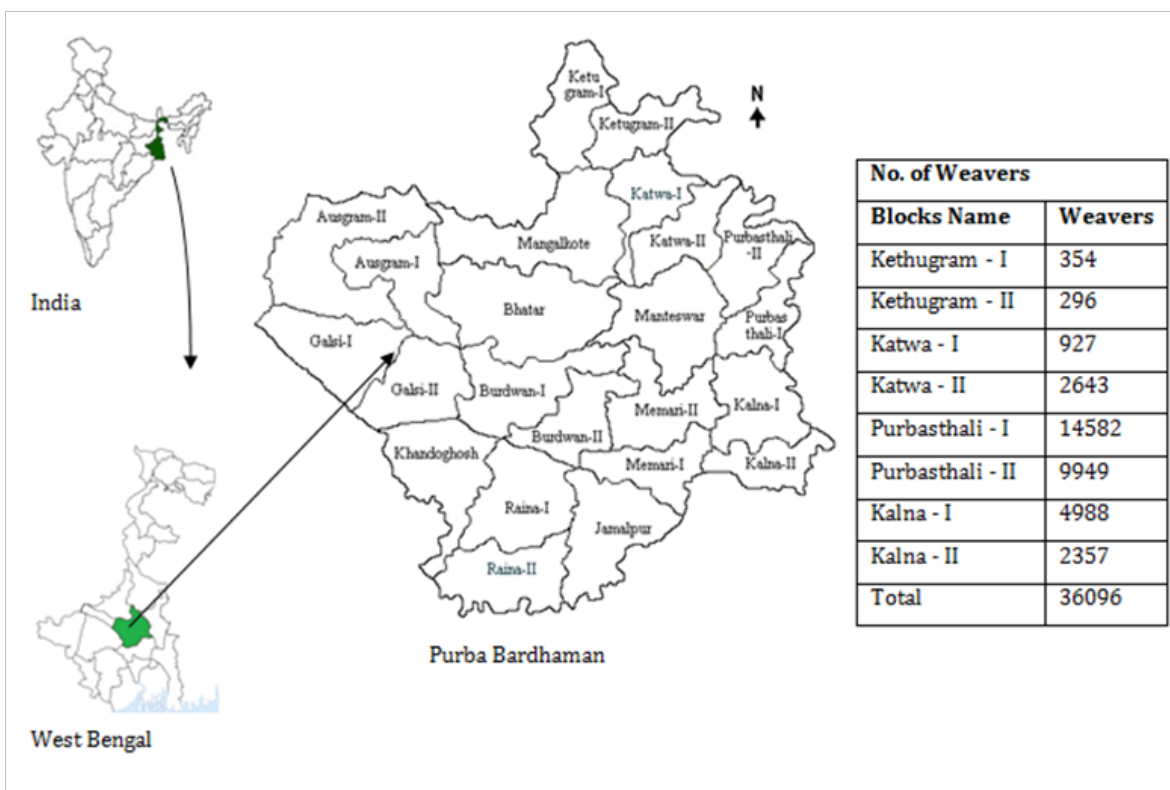 India
West Bengal
Ketu
gram-I
Ketugram-II
N
Katwa-I
Ausgram-II
Mangalkote
Katwa-II
Purbasthali
-II
Ausgram-I
Bhatar
Manteswar
Purbas
thali-I
Galsi-I
Galsi-II
Burdwan-I
Memari-II
Kalna-I
Burdwan-II
Khandoghosh
Memari-I
Kalna-II
Raina-I
Jamalpur
Raina-II
Purba Bardhaman
No. of Weavers
Blocks Name Weavers
Kethugram - I 354
Kethugram - II 296
Katwa - I 927
Katwa - II 2643
Purbasthali - I 14582
Purbasthali - II 9949
Kalna - I 4988
Kalna - II 2357
Total 36096